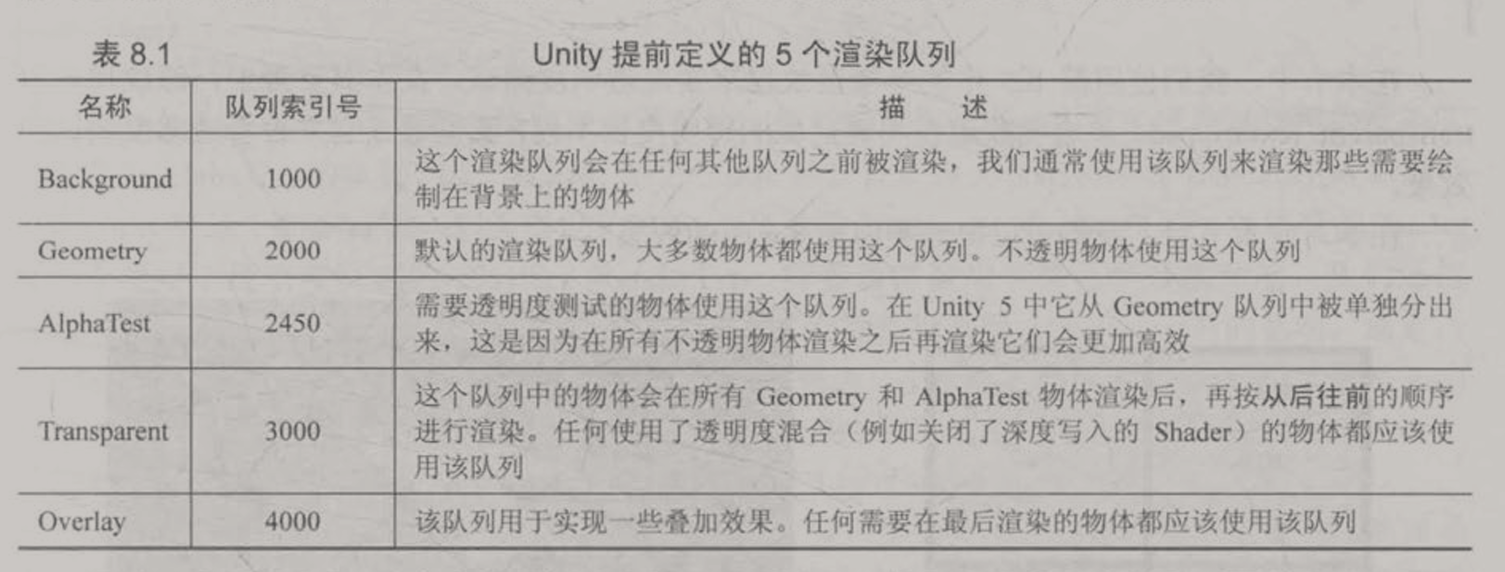 表 8.1 Unity 提前定义的 5 个渲染队列
名称 队列索引号 描 述
Background 1000 这个渲染队列会在任何其他队列之前被渲染，我们通常使用该队列来渲染那些需要绘
制在背景上的物体
Geometry 2000 默认的渲染队列，大多数物体都使用这个队列。不透明物体使用这个队列
AlphaTest 2450 需要透明度测试的物体使用这个队列。在 Unity 5 中它从 Geometry 队列中被单独分出
来，这是因为在所有不透明物体渲染之后再渲染它们会更加高效
Transparent 3000 这个队列中的物体会在所有 Geometry 和 AlphaTest 物体渲染后，再按从后往前的顺序
进行渲染。任何使用了透明度混合（例如关闭了深度写入的 Shader）的物体都应该使
用该队列
Overlay 4000 该队列用于实现一些叠加效果。任何需要在最后渲染的物体都应该使用该队列